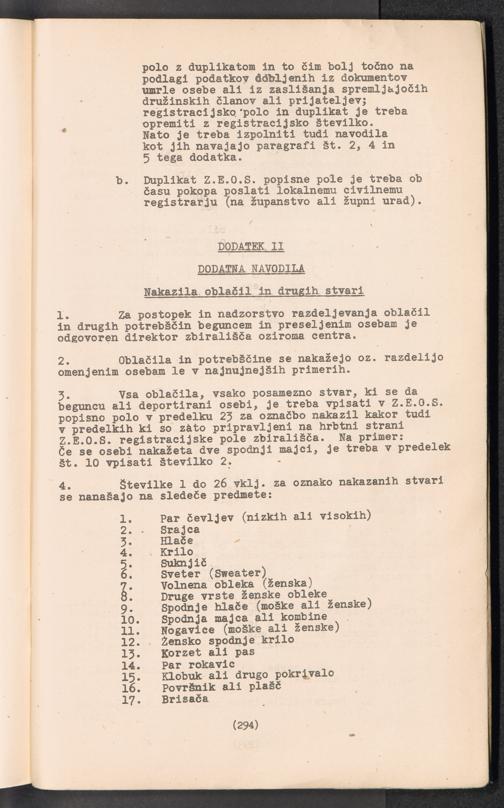 polo z duplikatom in to čim bolj točno na
podlagi podatkov ddbljenih iz dokumentov
umrle osebe ali iz zaslišanja spremljajočih
družinskih članov ali prijateljev;
registracijsko polo in duplikat je treba
opremiti z registracijsko številko.
Nato je treba izpolniti tudi navodila
kot jih navajajo paragrafi št. 2, 4 in
5 tega dodatka.
b. Duplikat Z.E.O.S. popisne pole je treba ob
času pokopa poslati lokalnemu civilnemu
registrarju (na županstvo ali župni urad).
DODATEK II
DODATNA NAVODILA
Nakazila oblačil in drugih stvari
1. Za postopek in nadzorstvo razdeljevanja oblačil
in drugih potrebščin beguncem in preseljenim osebam je
odgovoren direktor zbirališča oziroma centra.
2. Oblačila in potrebščine se nakažejo oz. razdelijo
omenjenim osebam le v najnujnejših primerih.
3. Vsa oblačila, vsako posamezno stvar, ki se da
beguncu ali deportirani osebi, je treba vpisati v Z.E.O.S.
popisno polo v predelku 23 za označbo nakazil kakor tudi
v predelkih ki so zato pripravljeni na hrbtni strani
Z.E.O.S. registracijske pole zbirališča. Na primer:
Če se osebi nakažeta dve spodnji majci, je treba v predelek
št. 10 vpisati številko 2.
4. Številke 1 do 26 vklj. za oznako nakazanih stvari
se nanašajo na sledeče predmete:
1. Par čevljev (nizkih ali visokih)
2. Srajca
3. Hlače
4. Krilo
5. Suknjič
6. Sveter (Sweater)
7. Volnena obleka (ženska)
8. Druge vrste ženske obleke
9. Spodnje hlače (moške ali ženske)
10. Spodnja majca ali kombine
11. Nogavice (moške ali ženske)
12. Žensko spodnje krilo
13. Korzet ali pas
14. Par rokavic
15. Klobuk ali drugo pokrivalo
16. Površnik ali plašč
17. Brisača
(294)